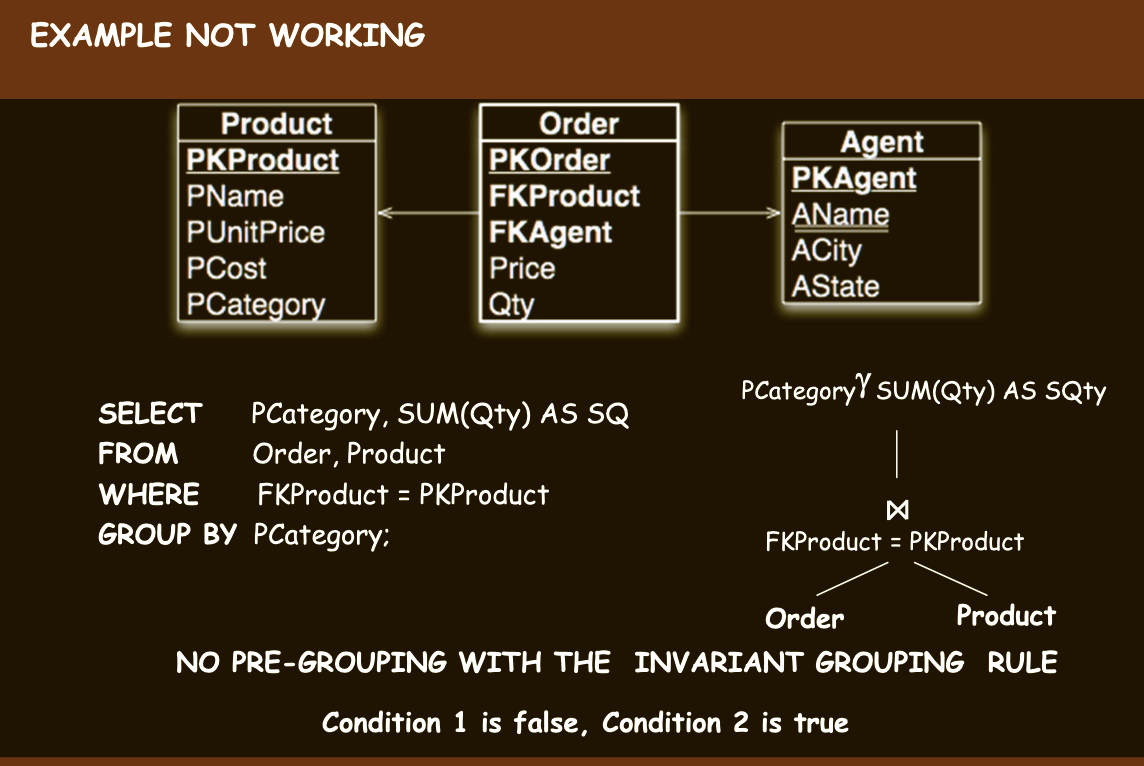 EXAMPLE NOT WORKING
Product
PKProduct
PName
PUnitPrice
PCost
PCategory
Order
PKOrder
FKProduct
FKAgent
Price
Qty
Agent
PKAgent
AName
ACity
AState
SELECT PCategory, SUM(Qty) AS SQ
FROM Order, Product
WHERE FKProduct = PKProduct
GROUP BY PCategory;
PCategory γ SUM(Qty) AS SQty
⋈
FKProduct = PKProduct
Order Product
NO PRE-GROUPING WITH THE INVARIANT GROUPING RULE
Condition 1 is false, Condition 2 is true